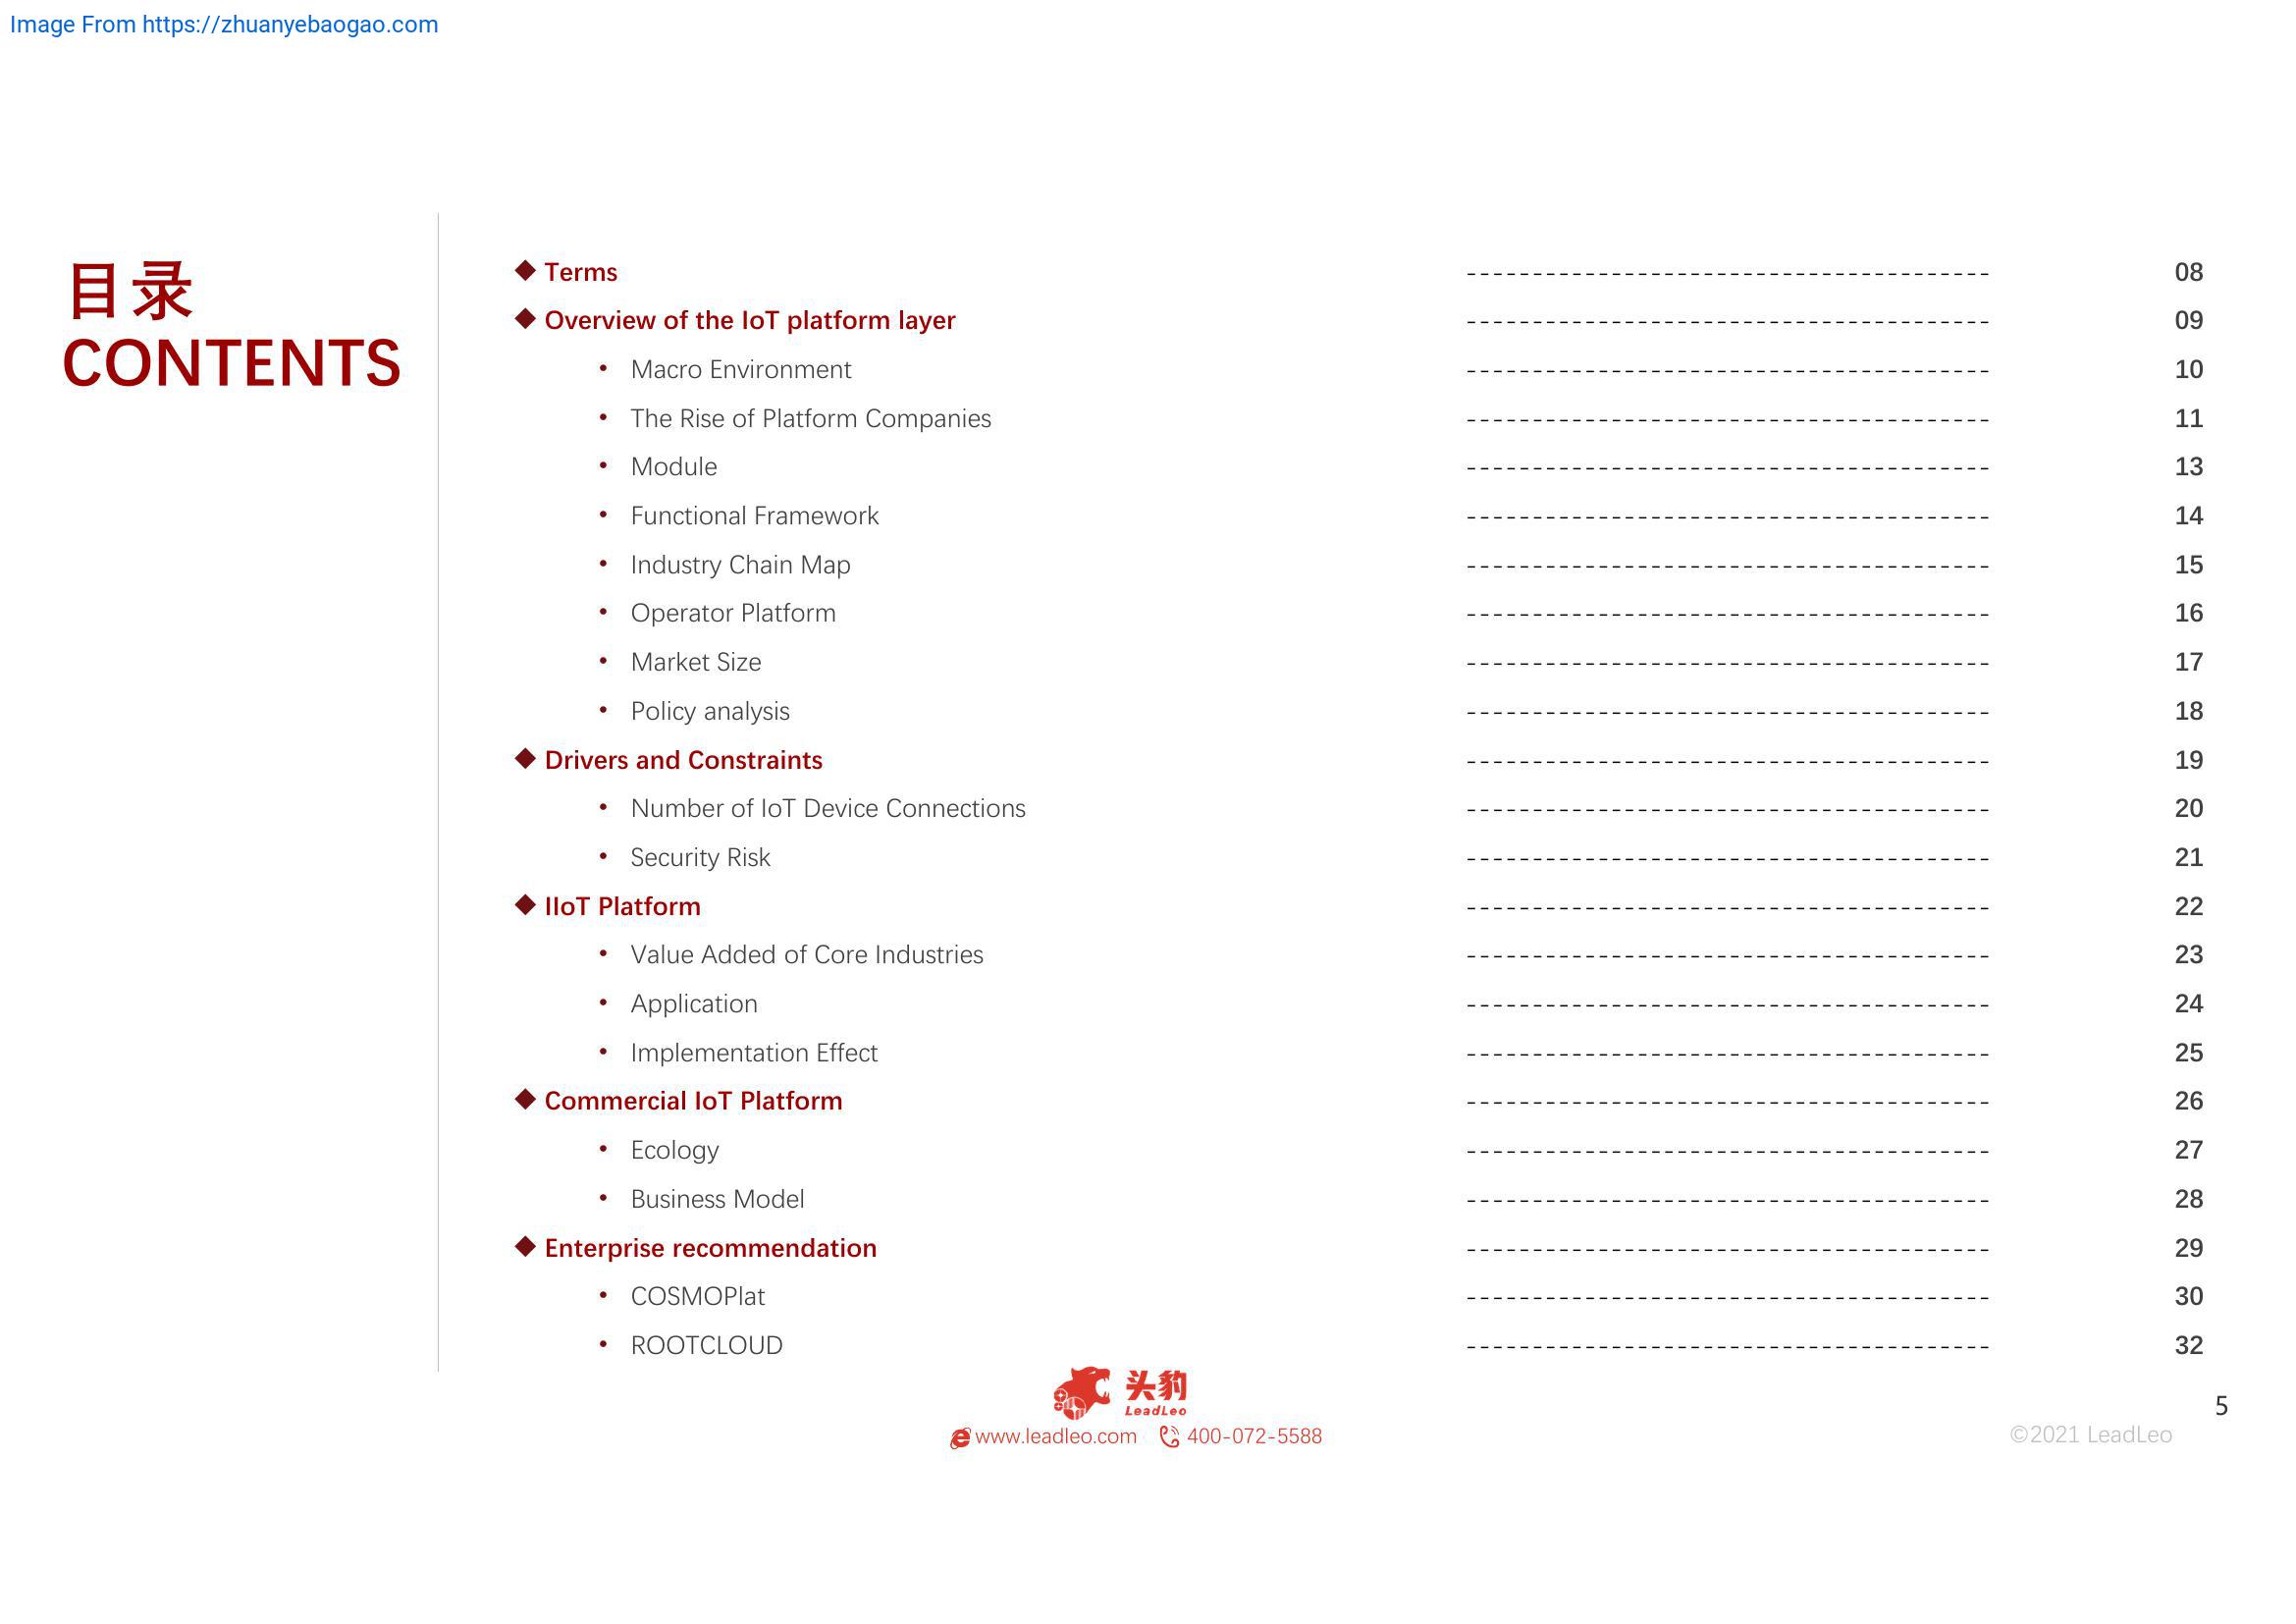 Image From https://zhuanyebaogao.com
目录
CONTENTS
◆ Terms ---------------------------------------- 08
◆ Overview of the IoT platform layer ---------------------------------------- 09
• Macro Environment ---------------------------------------- 10
• The Rise of Platform Companies ---------------------------------------- 11
• Module ---------------------------------------- 13
• Functional Framework ---------------------------------------- 14
• Industry Chain Map ---------------------------------------- 15
• Operator Platform ---------------------------------------- 16
• Market Size ---------------------------------------- 17
• Policy analysis ---------------------------------------- 18
◆ Drivers and Constraints ---------------------------------------- 19
• Number of IoT Device Connections ---------------------------------------- 20
• Security Risk ---------------------------------------- 21
◆ IIoT Platform ---------------------------------------- 22
• Value Added of Core Industries ---------------------------------------- 23
• Application ---------------------------------------- 24
• Implementation Effect ---------------------------------------- 25
◆ Commercial IoT Platform ---------------------------------------- 26
• Ecology ---------------------------------------- 27
• Business Model ---------------------------------------- 28
◆ Enterprise recommendation ---------------------------------------- 29
• COSMOPlat ---------------------------------------- 30
• ROOTCLOUD ---------------------------------------- 32
头豹
LeadLeo
www.leadleo.com 400-072-5588
5
©2021 LeadLeo